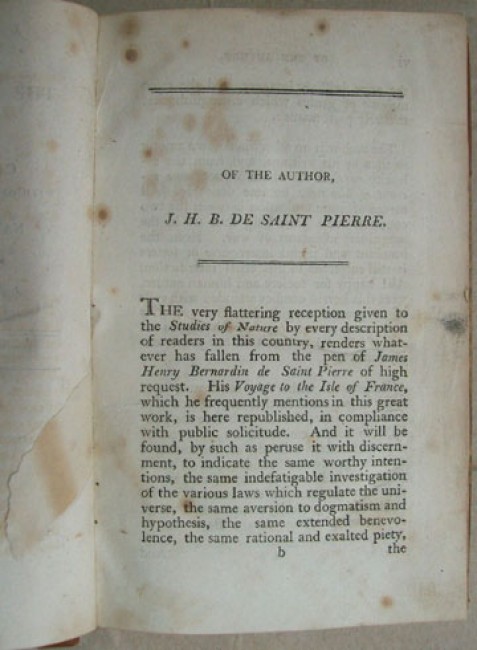 OF THE AUTHOR,
J. H. B. DE SAINT PIERRE.
THE very flattering reception given to
the Studies of Nature by every description
of readers in this country, renders what-
ever has fallen from the pen of James
Henry Bernardin de Saint Pierre of high
request. His Voyage to the Isle of France,
which he frequently mentions in this great
work, is here republished, in compliance
with public solicitude. And it will be
found, by such as peruse it with discern-
ment, to indicate the same worthy inten-
tions, the same indefatigable investigation
of the various laws which regulate the uni-
verse, the same aversion to dogmatism and
hypothesis, the same extended benevo-
lence, the same rational and exalted piety,
b the